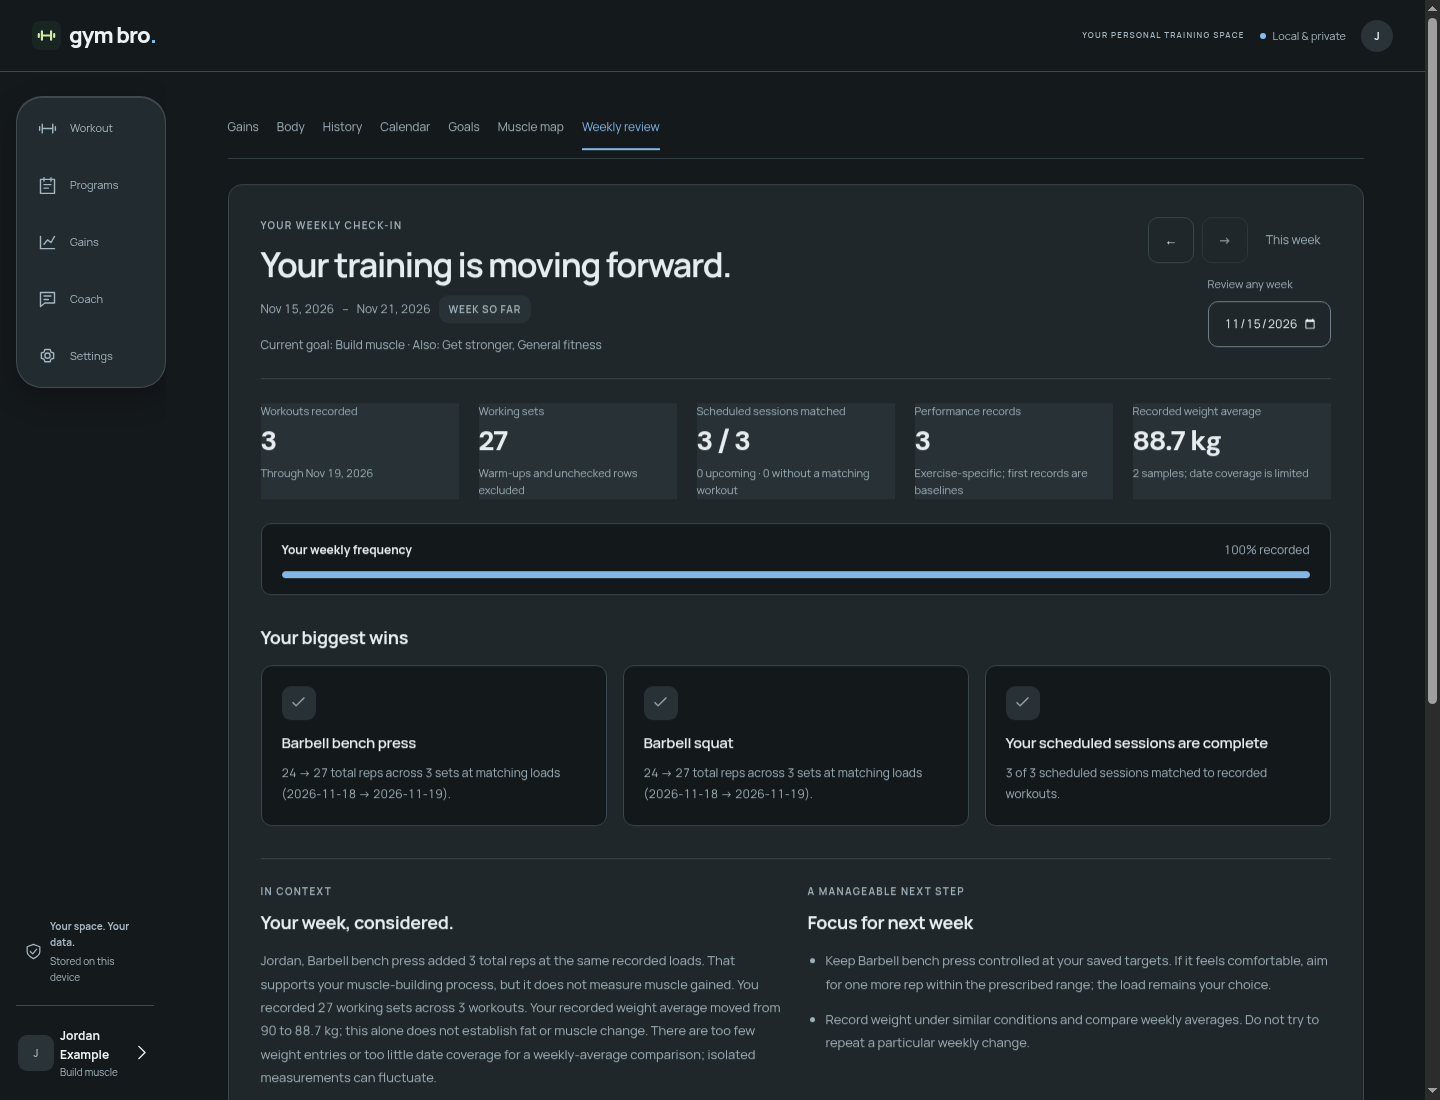 gym bro.
YOUR PERSONAL TRAINING SPACE
Local & private
J
Workout
Programs
Gains
Coach
Settings
Gains Body History Calendar Goals Muscle map Weekly review
YOUR WEEKLY CHECK-IN
Your training is moving forward.
Nov 15, 2026 – Nov 21, 2026 WEEK SO FAR
Current goal: Build muscle · Also: Get stronger, General fitness
← → This week
Review any week
11/15/2026
Workouts recorded
3
Through Nov 19, 2026
Working sets
27
Warm-ups and unchecked rows
excluded
Scheduled sessions matched
3 / 3
0 upcoming · 0 without a matching
workout
Performance records
3
Exercise-specific; first records are
baselines
Recorded weight average
88.7 kg
2 samples; date coverage is limited
Your weekly frequency 100% recorded
Your biggest wins
Barbell bench press
24 → 27 total reps across 3 sets at matching loads
(2026-11-18 → 2026-11-19).
Barbell squat
24 → 27 total reps across 3 sets at matching loads
(2026-11-18 → 2026-11-19).
Your scheduled sessions are complete
3 of 3 scheduled sessions matched to recorded
workouts.
IN CONTEXT
Your week, considered.
Jordan, Barbell bench press added 3 total reps at the same recorded loads. That
supports your muscle-building process, but it does not measure muscle gained. You
recorded 27 working sets across 3 workouts. Your recorded weight average moved from
90 to 88.7 kg; this alone does not establish fat or muscle change. There are too few
weight entries or too little date coverage for a weekly-average comparison; isolated
measurements can fluctuate.
A MANAGEABLE NEXT STEP
Focus for next week
Keep Barbell bench press controlled at your saved targets. If it feels comfortable, aim
for one more rep within the prescribed range; the load remains your choice.
Record weight under similar conditions and compare weekly averages. Do not try to
repeat a particular weekly change.
Your space. Your
data.
Stored on this
device
J
Jordan
Example
Build muscle